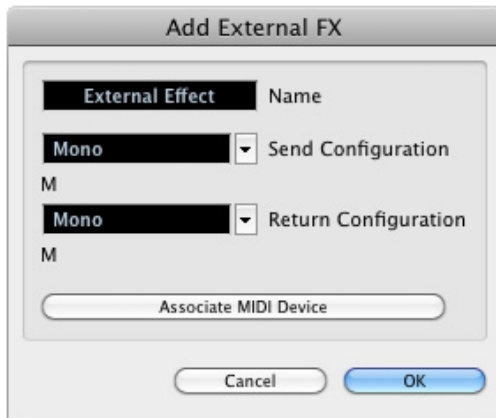 Add External FX
External Effect Name
Mono Send Configuration
M
Mono Return Configuration
M
Associate MIDI Device
Cancel OK